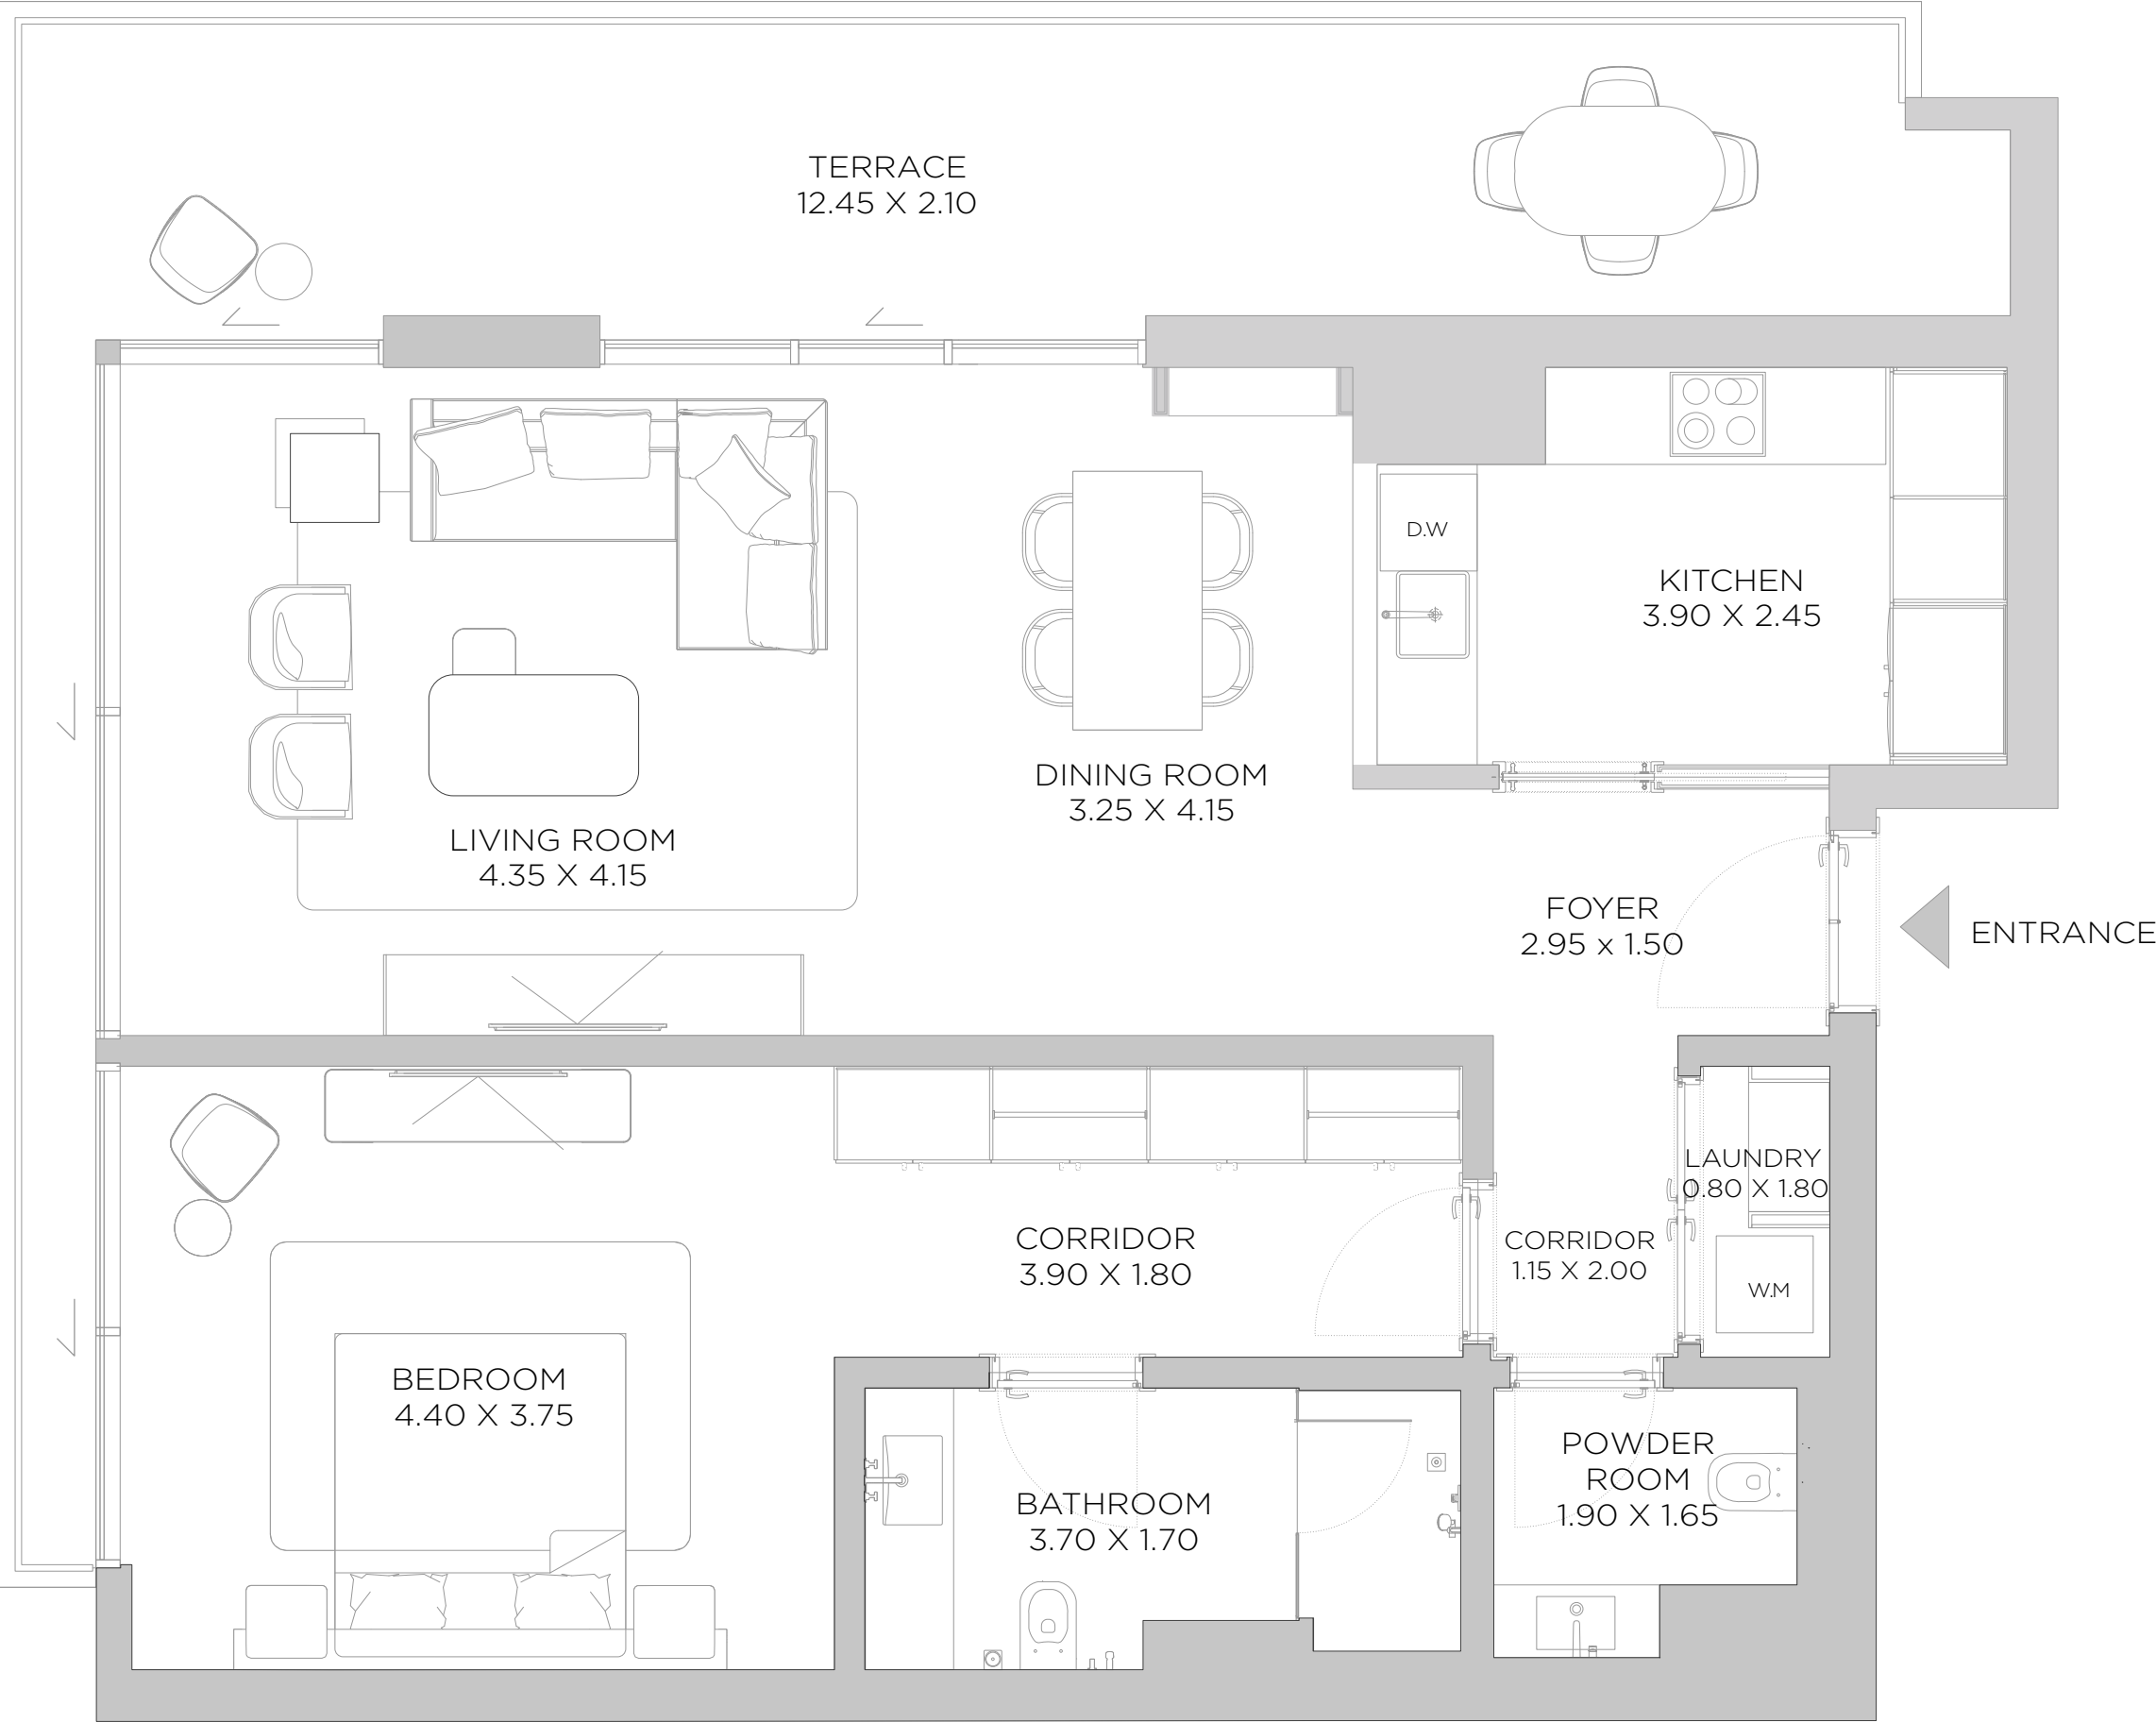 TERRACE
12.45 X 2.10
D.W
KITCHEN
3.90 X 2.45
DINING ROOM
3.25 X 4.15
LIVING ROOM
4.35 X 4.15
FOYER
2.95 x 1.50
ENTRANCE
LAUNDRY
0.80 X 1.80
CORRIDOR
3.90 X 1.80
CORRIDOR
1.15 X 2.00
W.M
BEDROOM
4.40 X 3.75
POWDER
ROOM
1.90 X 1.65
BATHROOM
3.70 X 1.70